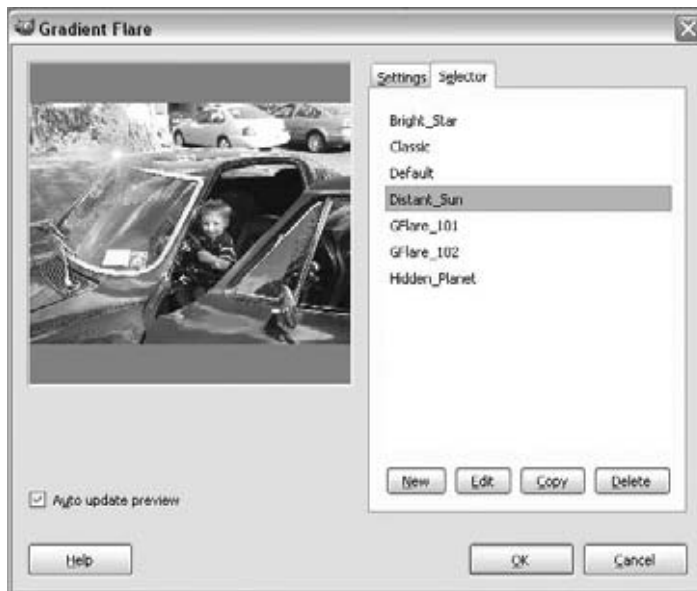 Gradient Flare
Settings Selector
Bright_Star
Classic
Default
Distant_Sun
GFlare_101
GFlare_102
Hidden_Planet
New Edit Copy Delete
Auto update preview
Help OK Cancel